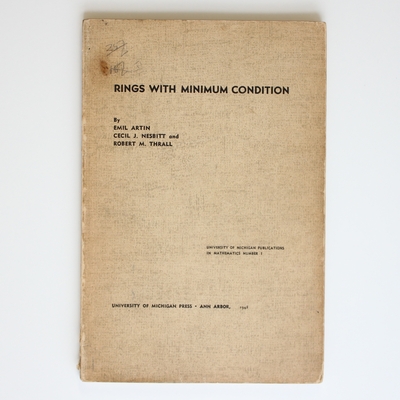 RINGS WITH MINIMUM CONDITION
By
EMIL ARTIN
CECIL J. NESBITT and
ROBERT M. THRALL
UNIVERSITY OF MICHIGAN PUBLICATIONS
IN MATHEMATICS NUMBER 1
UNIVERSITY OF MICHIGAN PRESS - ANN ARBOR,